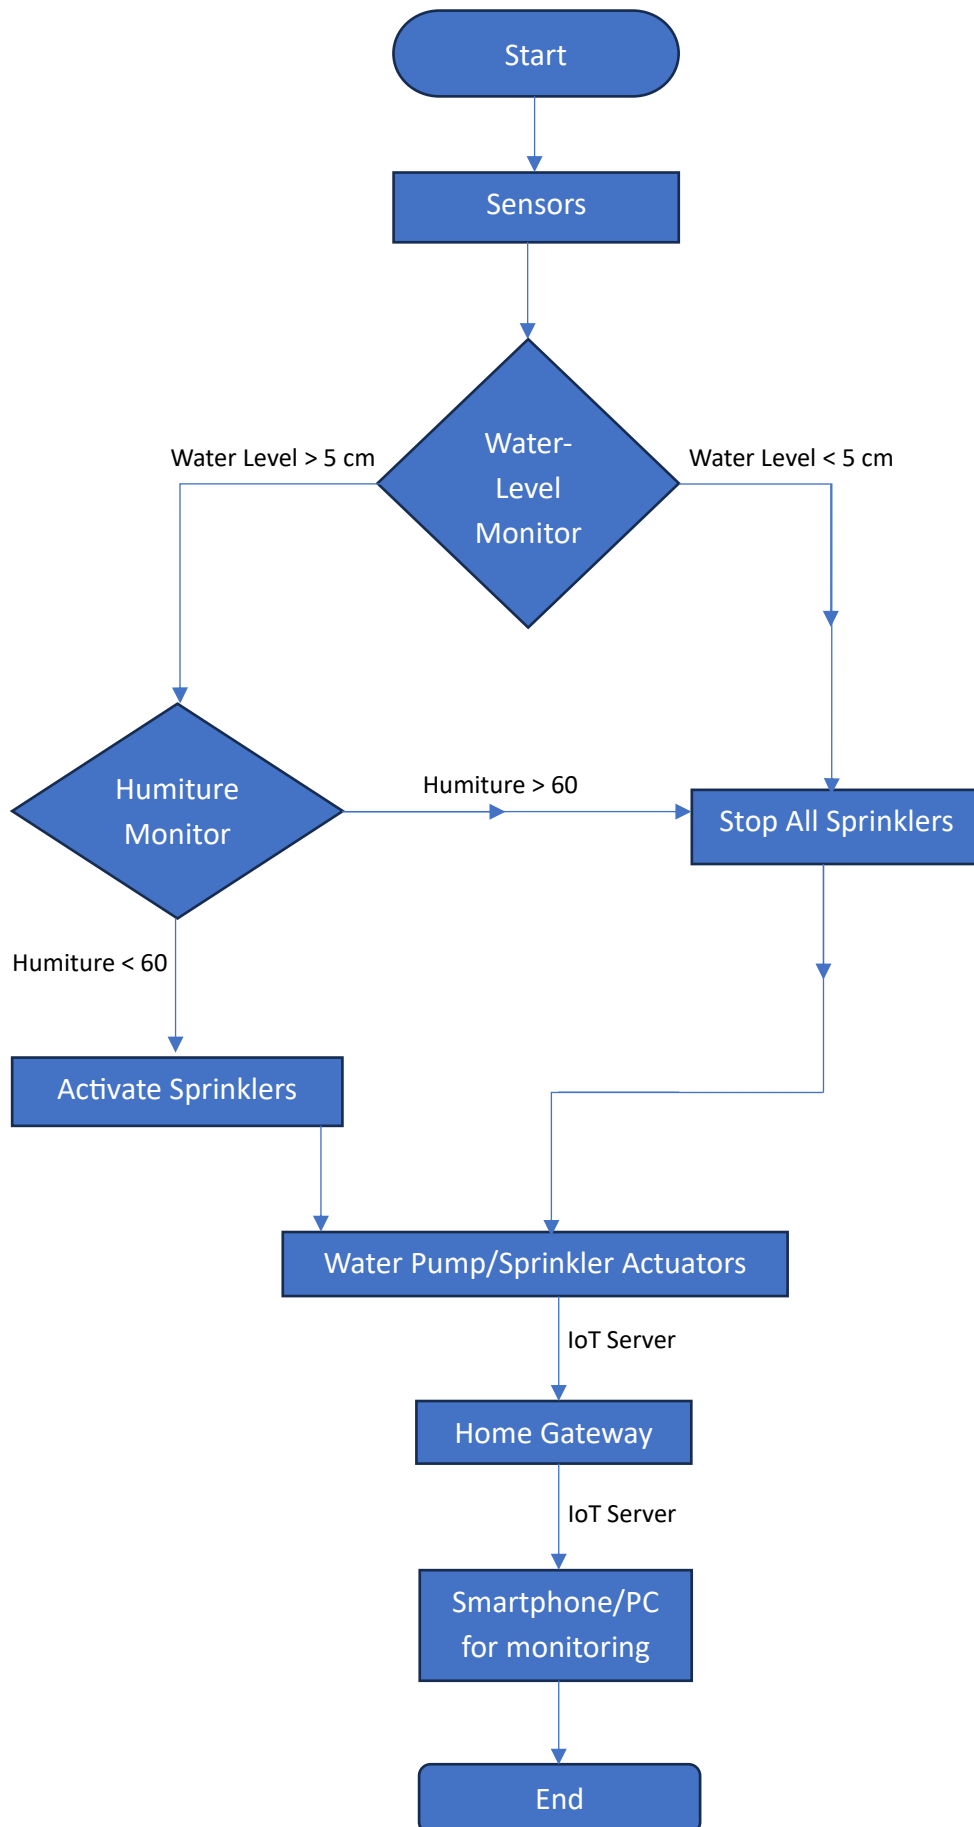 Start
Sensors
Water-
Level
Monitor
Water Level > 5 cm
Water Level < 5 cm
Humiture
Monitor
Humiture > 60
Stop All Sprinklers
Humiture < 60
Activate Sprinklers
Water Pump/Sprinkler Actuators
IoT Server
Home Gateway
IoT Server
Smartphone/PC
for monitoring
End